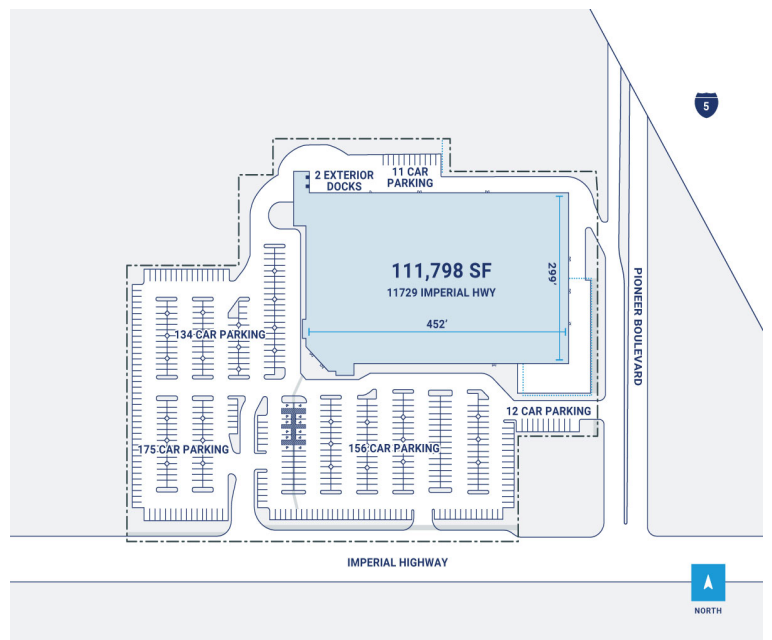 5
2 EXTERIOR
DOCKS
11 CAR
PARKING
111,798 SF
11729 IMPERIAL HWY
299'
452'
PIONEER BOULEVARD
134 CAR PARKING
12 CAR PARKING
175 CAR PARKING
156 CAR PARKING
IMPERIAL HIGHWAY
NORTH